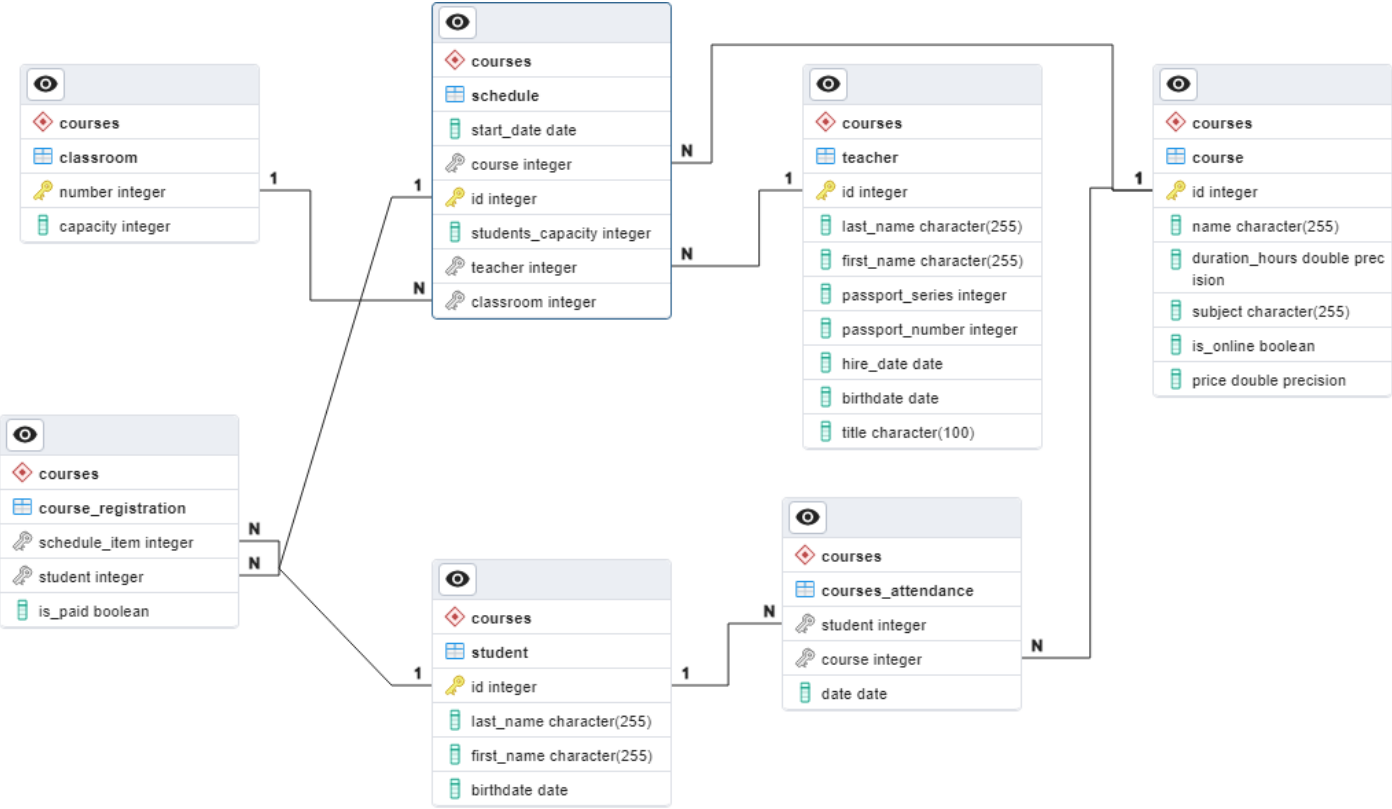 courses
schedule
start_date date
course integer
id integer
students_capacity integer
teacher integer
classroom integer
1
N
N
N
courses
classroom
number integer
capacity integer
1
courses
teacher
id integer
last_name character(255)
first_name character(255)
passport_series integer
passport_number integer
hire_date date
birthdate date
title character(100)
1
courses
course
id integer
name character(255)
duration_hours double prec
ision
subject character(255)
is_online boolean
price double precision
1
courses
course_registration
schedule_item integer
student integer
is_paid boolean
N
N
courses
student
id integer
last_name character(255)
first_name character(255)
birthdate date
1
1
courses
courses_attendance
student integer
course integer
date date
N
N